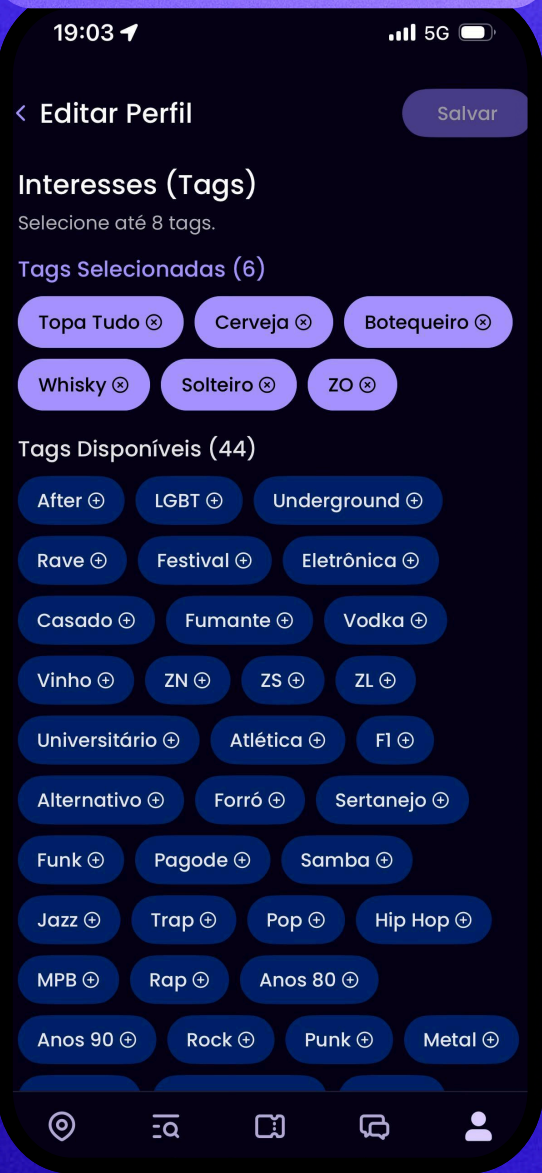 19:03 5G
Editar Perfil Salvar
Interesses (Tags)
Selecione até 8 tags.
Tags Selecionadas (6)
Topa Tudo Cerveja Botequeiro
Whisky Solteiro ZO
Tags Disponíveis (44)
After LGBT Underground
Rave Festival Eletrônica
Casado Fumante Vodka
Vinho ZN ZS ZL
Universitário Atlética F1
Alternativo Forró Sertanejo
Funk Pagode Samba
Jazz Trap Pop Hip Hop
MPB Rap Anos 80
Anos 90 Rock Punk Metal